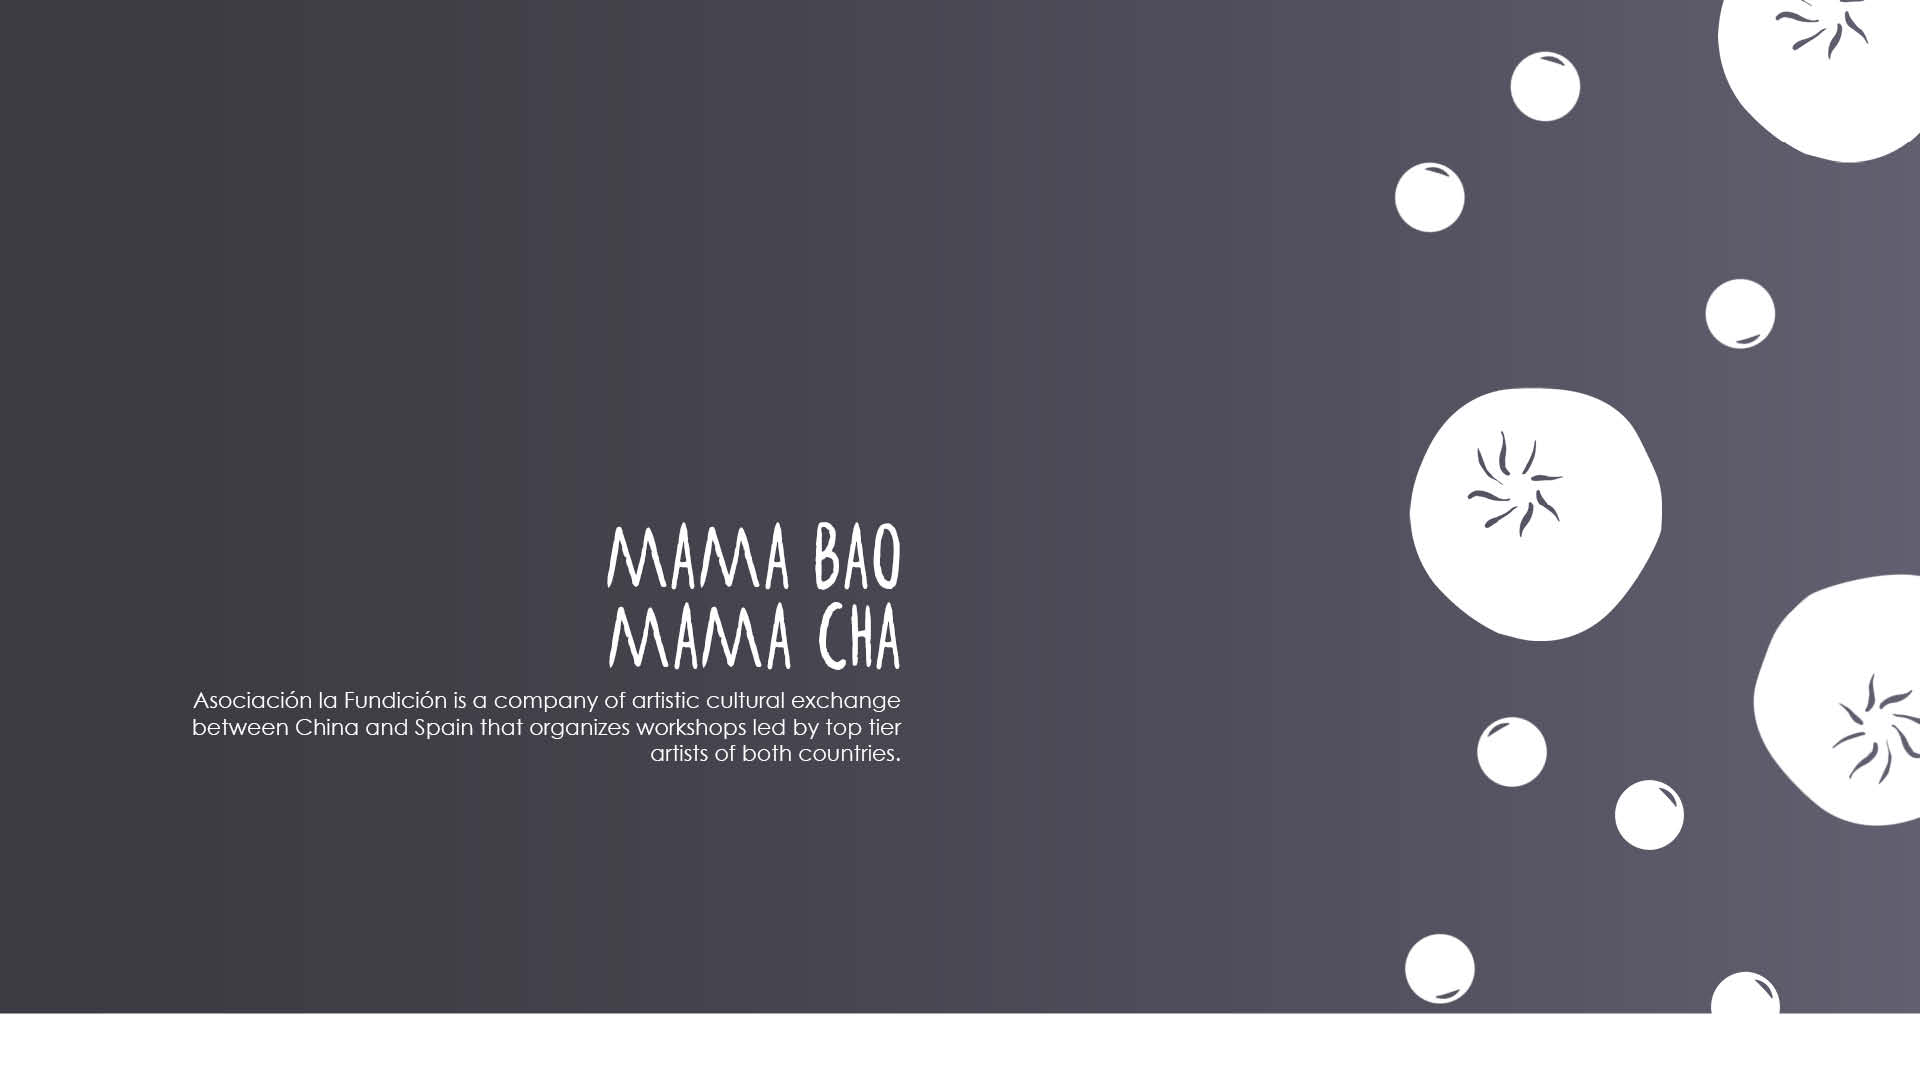 MAMA BAO
MAMA CHA
Asociación la Fundición is a company of artistic cultural exchange
between China and Spain that organizes workshops led by top tier
artists of both countries.